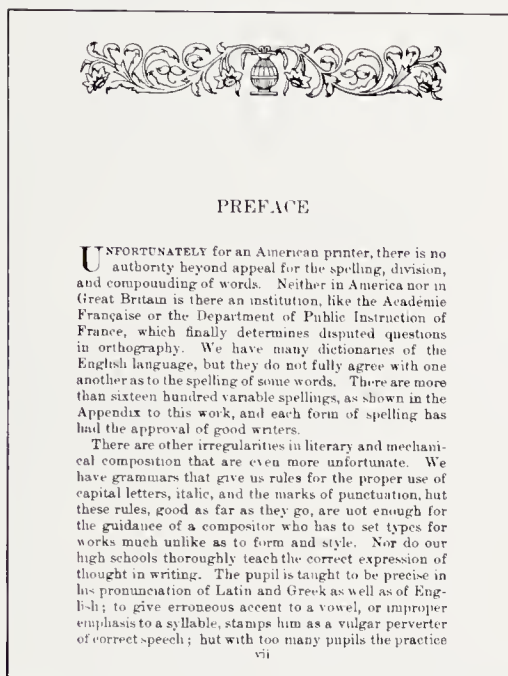 PREFACE
UNFORTUNATELY for an American printer, there is no
authority beyond appeal for the spelling, division,
and compounding of words. Neither in America nor in
Great Britain is there an institution, like the Académie
Française or the Department of Public Instruction of
France, which finally determines disputed questions
in orthography. We have many dictionaries of the
English language, but they do not fully agree with one
another as to the spelling of some words. There are more
than sixteen hundred variable spellings, as shown in the
Appendix to this work, and each form of spelling has
had the approval of good writers.
There are other irregularities in literary and mechani-
cal composition that are even more unfortunate. We
have grammars that give us rules for the proper use of
capital letters, italic, and the marks of punctuation, but
these rules, good as far as they go, are not enough for
the guidance of a compositor who has to set types for
works much unlike as to form and style. Nor do our
high schools thoroughly teach the correct expression of
thought in writing. The pupil is taught to be precise in
his pronunciation of Latin and Greek as well as of Eng-
lish; to give erroneous accent to a vowel, or improper
emphasis to a syllable, stamps him as a vulgar perverter
of correct speech; but with too many pupils the practice
vii